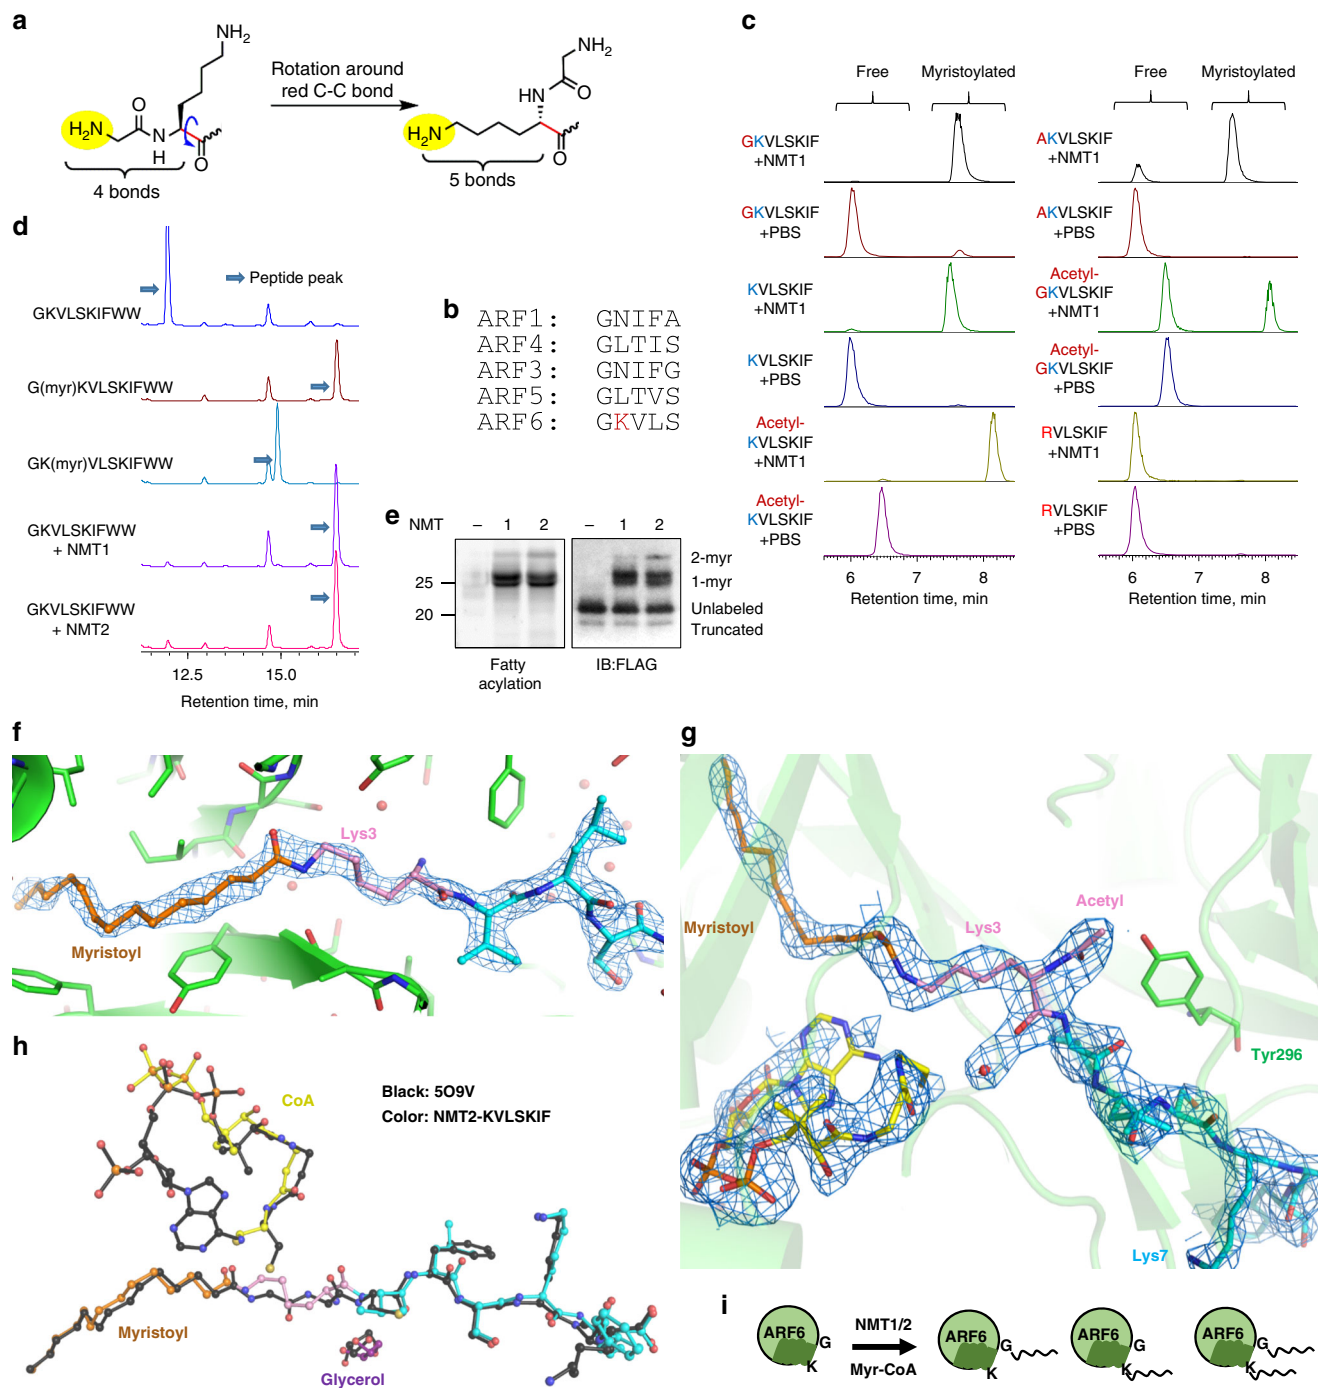 a
NH2
H2N
O
N
H
O
4 bonds
Rotation around
red C-C bond
NH2
HN
O
H2N
O
5 bonds
b
ARF1: GNIFA
ARF4: GLTIS
ARF3: GNIFG
ARF5: GLTVS
ARF6: GKVLS
c
Free Myristoylated
GKVLSKIF
+NMT1
GKVLSKIF
+PBS
KVLSKIF
+NMT1
KVLSKIF
+PBS
Acetyl-
KVLSKIF
+NMT1
Acetyl-
KVLSKIF
+PBS
6 7 8
Retention time, min
Free Myristoylated
AKVLSKIF
+NMT1
AKVLSKIF
+PBS
Acetyl-
GKVLSKIF
+NMT1
Acetyl-
GKVLSKIF
+PBS
RVLSKIF
+NMT1
RVLSKIF
+PBS
6 7 8
Retention time, min
d
Peptide peak
GKVLSKIFWW
G(myr)KVLSKIFWW
GK(myr)VLSKIFWW
GKVLSKIFWW
+ NMT1
GKVLSKIFWW
+ NMT2
12.5 15.0
Retention time, min
e
NMT – 1 2 – 1 2
25
20
2-myr
1-myr
Unlabeled
Truncated
Fatty
acylation
IB:FLAG
f
Lys3
Myristoyl
g
Myristoyl
Lys3
Acetyl
Tyr296
Lys7
h
CoA
Black: 5O9V
Color: NMT2-KVLSKIF
Myristoyl
Glycerol
i
ARF6
G
K
NMT1/2
Myr-CoA
ARF6
G
K
ARF6
G
K
ARF6
G
K